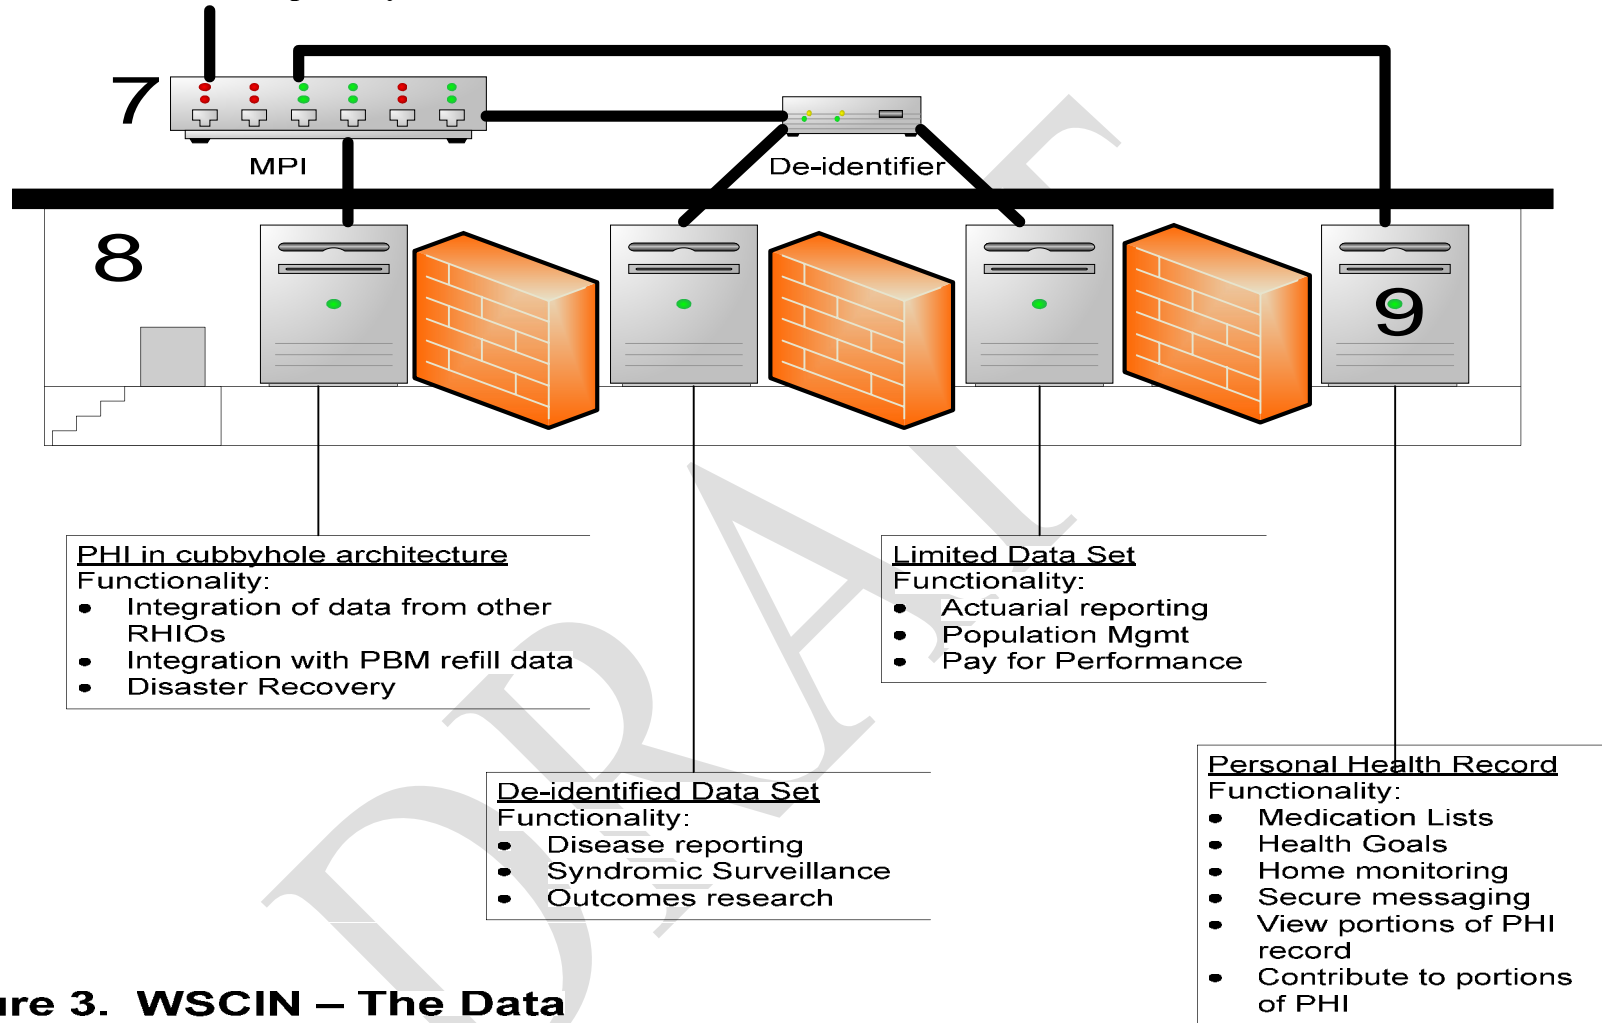 7
MPI
De-identifier
8
9
PHI in cubbyhole architecture
Functionality:
• Integration of data from other
RHIOs
• Integration with PBM refill data
• Disaster Recovery
Limited Data Set
Functionality:
• Actuarial reporting
• Population Mgmt
• Pay for Performance
De-identified Data Set
Functionality:
• Disease reporting
• Syndromic Surveillance
• Outcomes research
Personal Health Record
Functionality:
• Medication Lists
• Health Goals
• Home monitoring
• Secure messaging
• View portions of PHI
record
• Contribute to portions
of PHI
DRAFT
ure 3. WSCIN – The Data